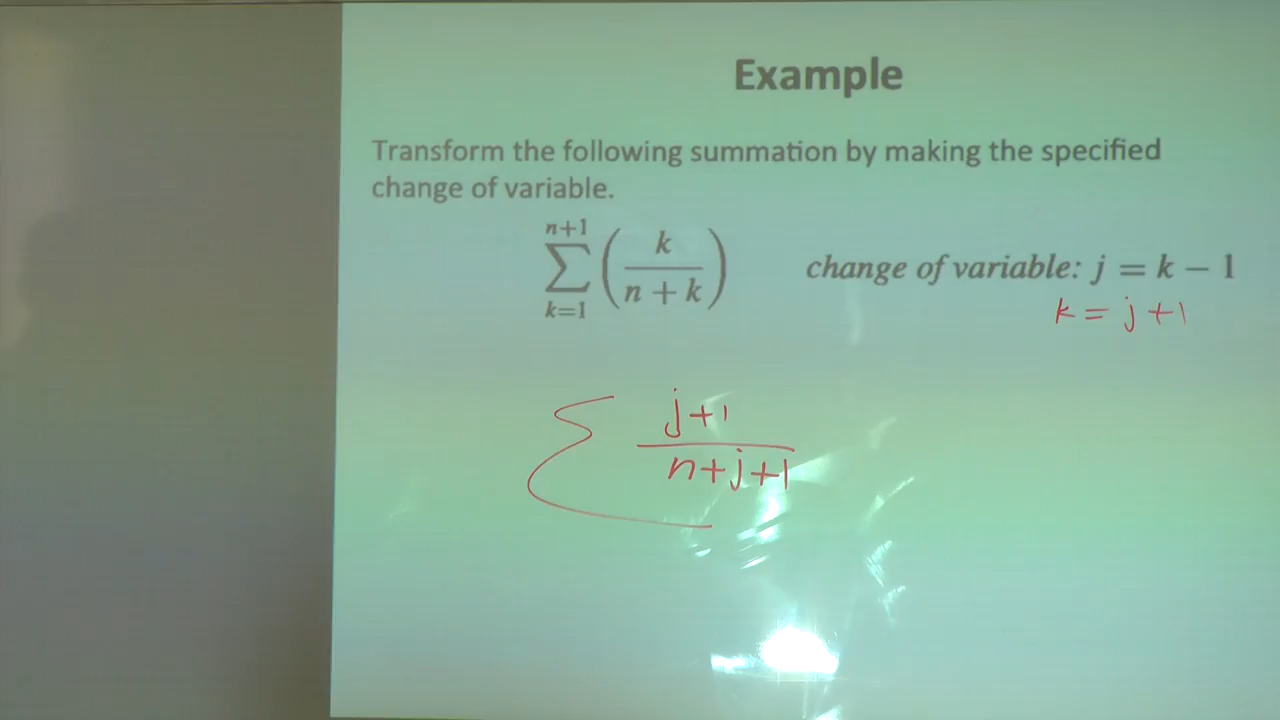 Example
Transform the following summation by making the specified
change of variable.
n+1
∑ ( k / n + k ) change of variable: j = k − 1
k=1
k = j +1
∑ j+1 / n+j+1